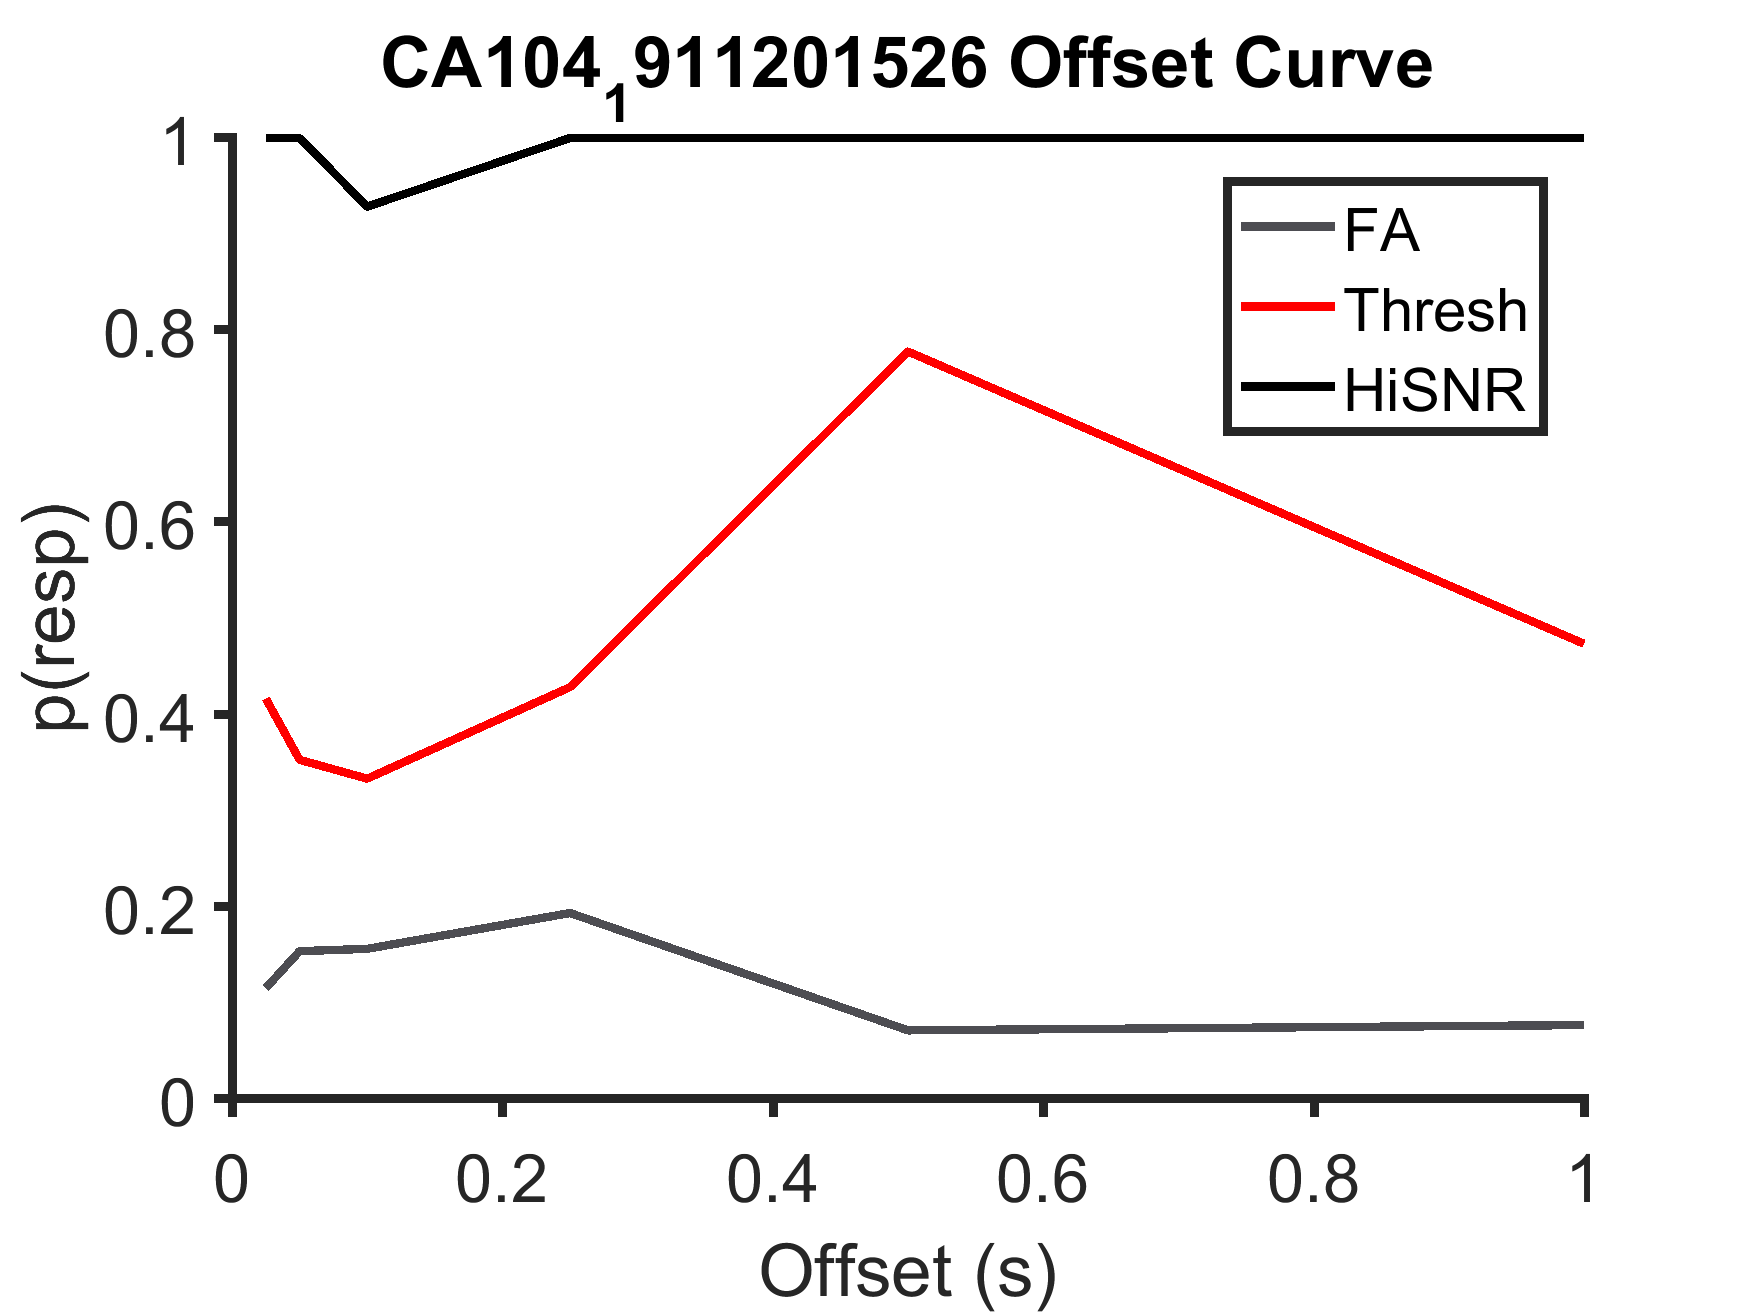 CA104₁911201526 Offset Curve
1
0.8
0.6
0.4
0.2
0
p(resp)
FA
Thresh
HiSNR
0 0.2 0.4 0.6 0.8 1
Offset (s)